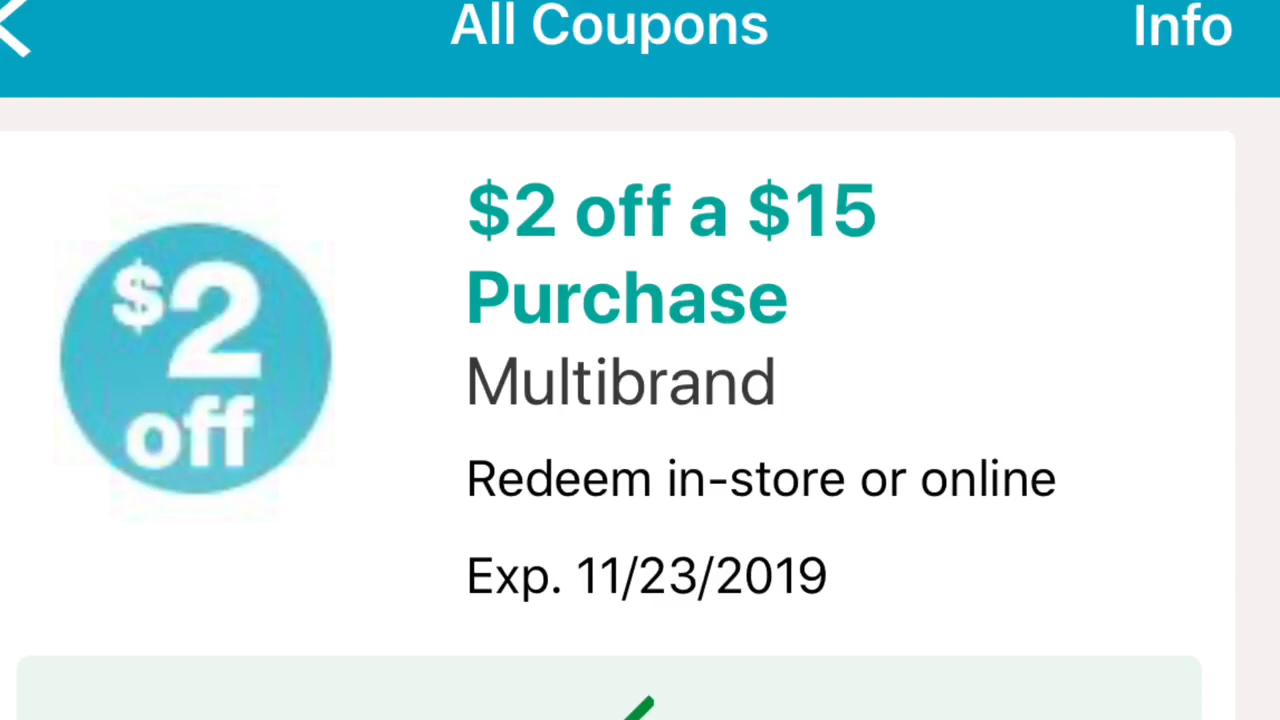 All Coupons
Info
$2
off
$2 off a $15
Purchase
Multibrand
Redeem in-store or online
Exp. 11/23/2019